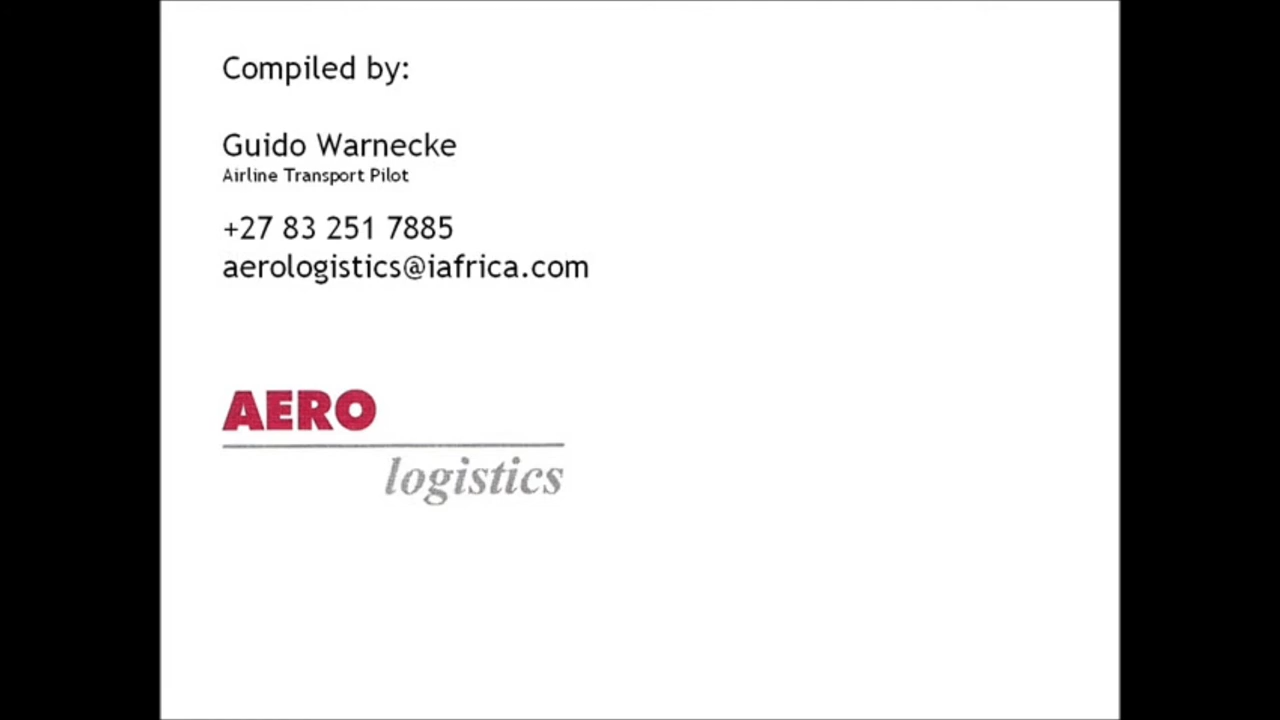 Compiled by:
Guido Warnecke
Airline Transport Pilot
+27 83 251 7885
aerologistics@iafrica.com
AERO
logistics